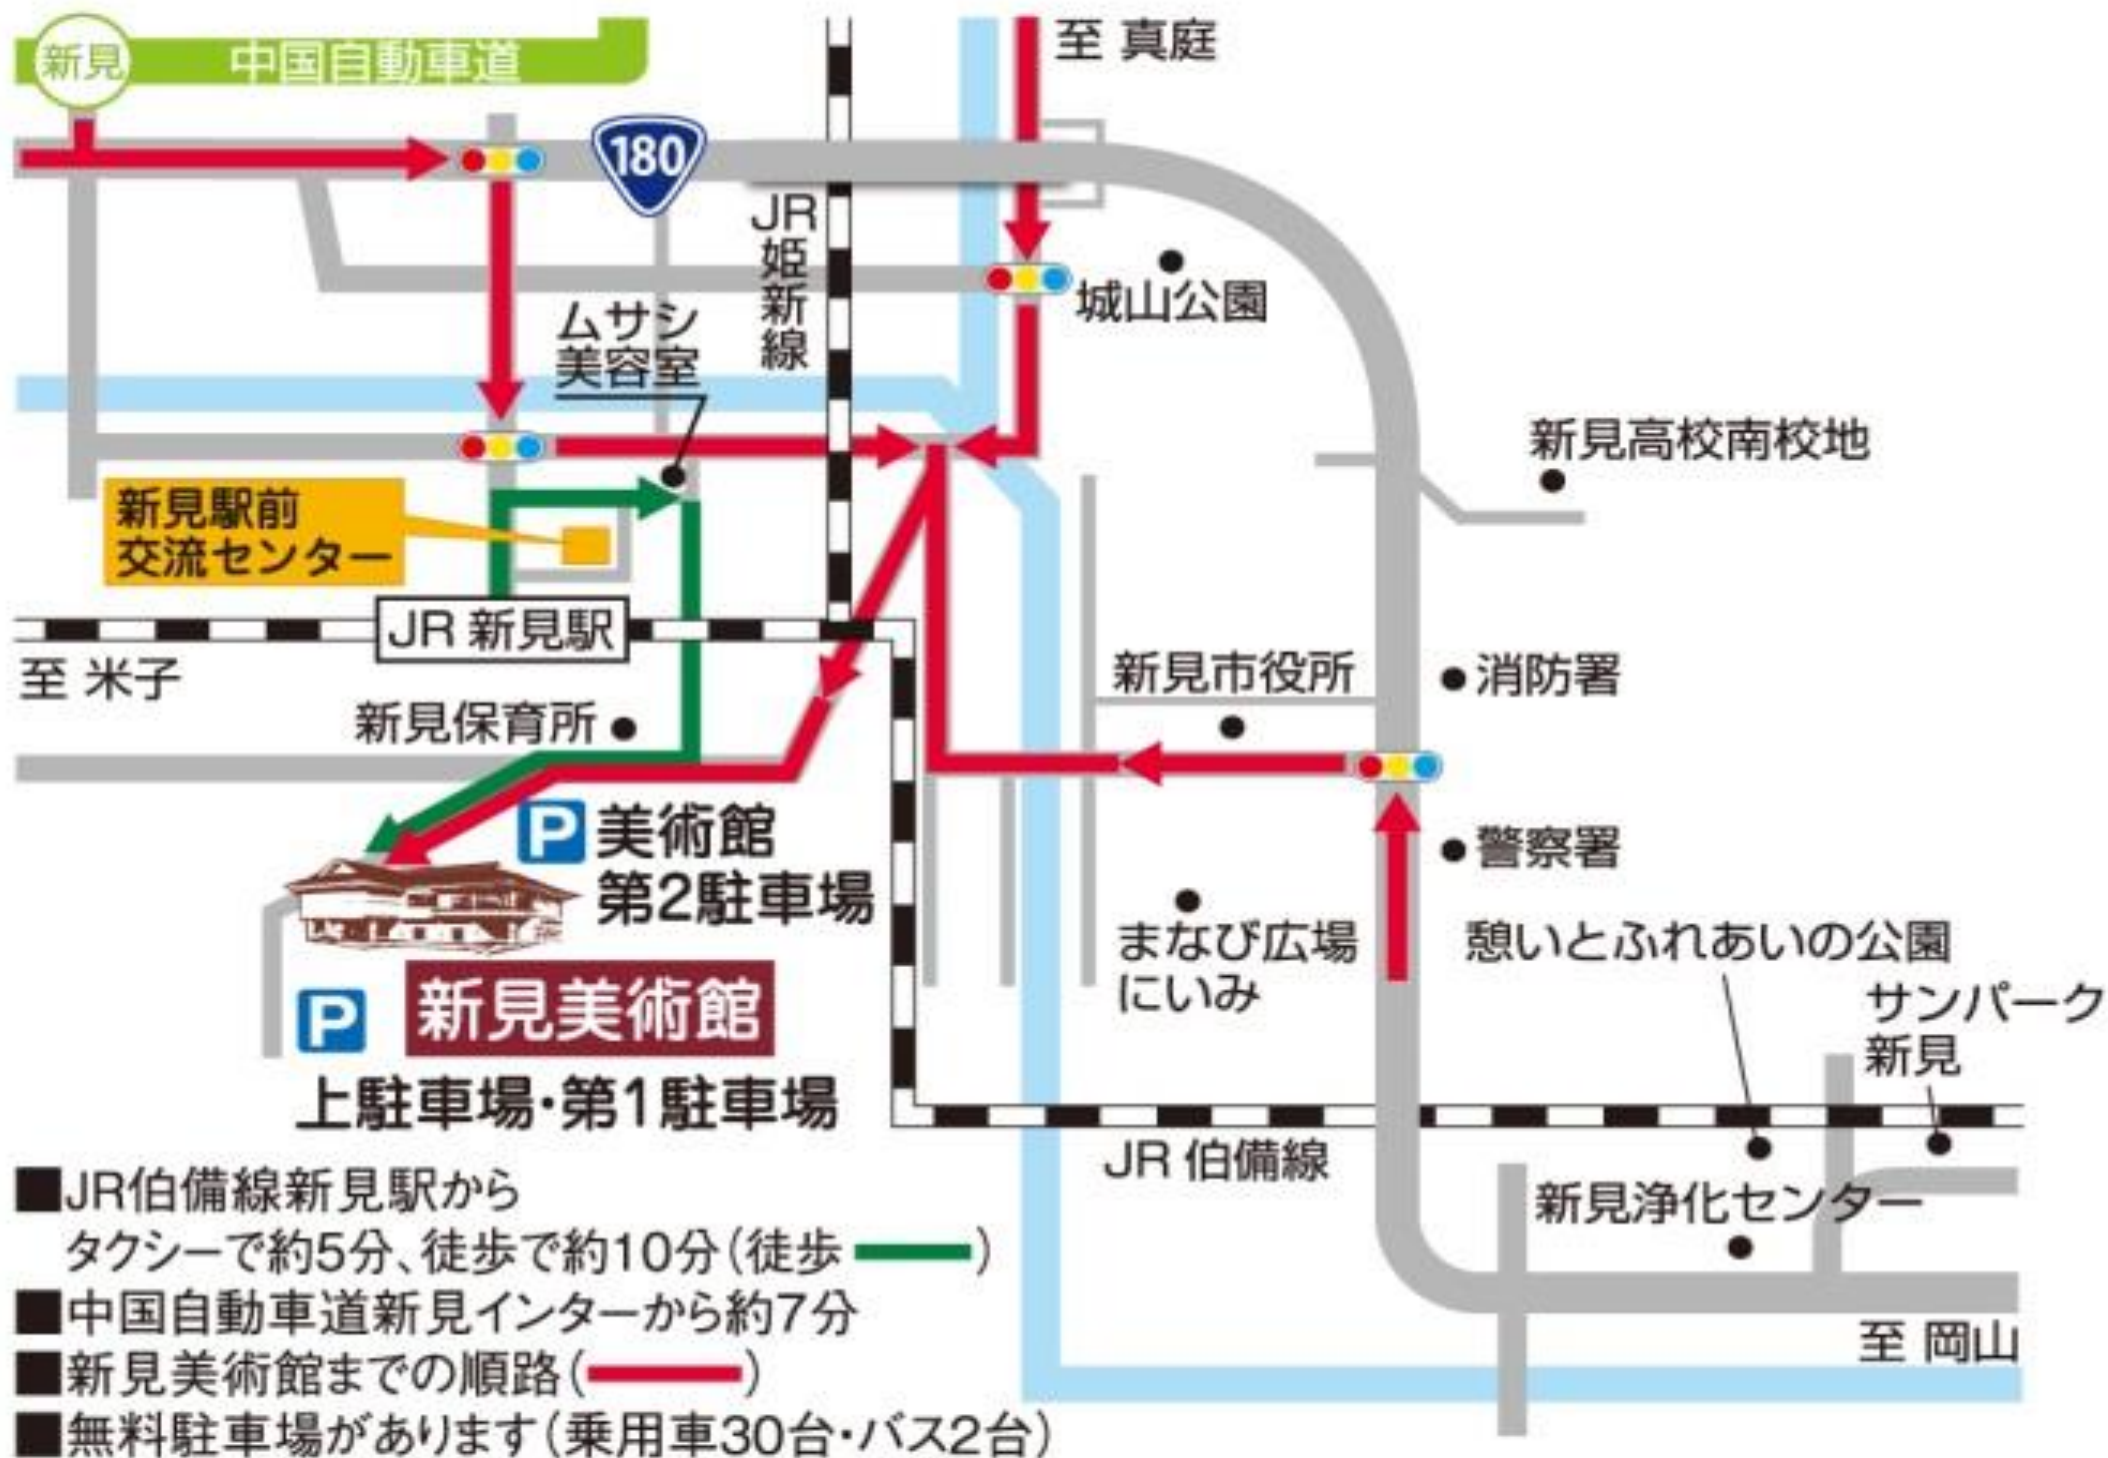 新見
中国自動車道
至 真庭
180
JR
姫
新
線
城山公園
ムサシ
美容室
新見高校南校地
新見駅前
交流センター
JR 新見駅
至 米子
新見市役所
消防署
新見保育所
P
美術館
第2駐車場
警察署
まなび広場
にいみ
憩いとふれあいの公園
サンパーク
新見
P
新見美術館
上駐車場・第1駐車場
JR 伯備線
新見浄化センター
至 岡山
■JR伯備線新見駅から
タクシーで約5分、徒歩で約10分(徒歩 )
■中国自動車道新見インターから約7分
■新見美術館までの順路( )
■無料駐車場があります(乗用車30台・バス2台)